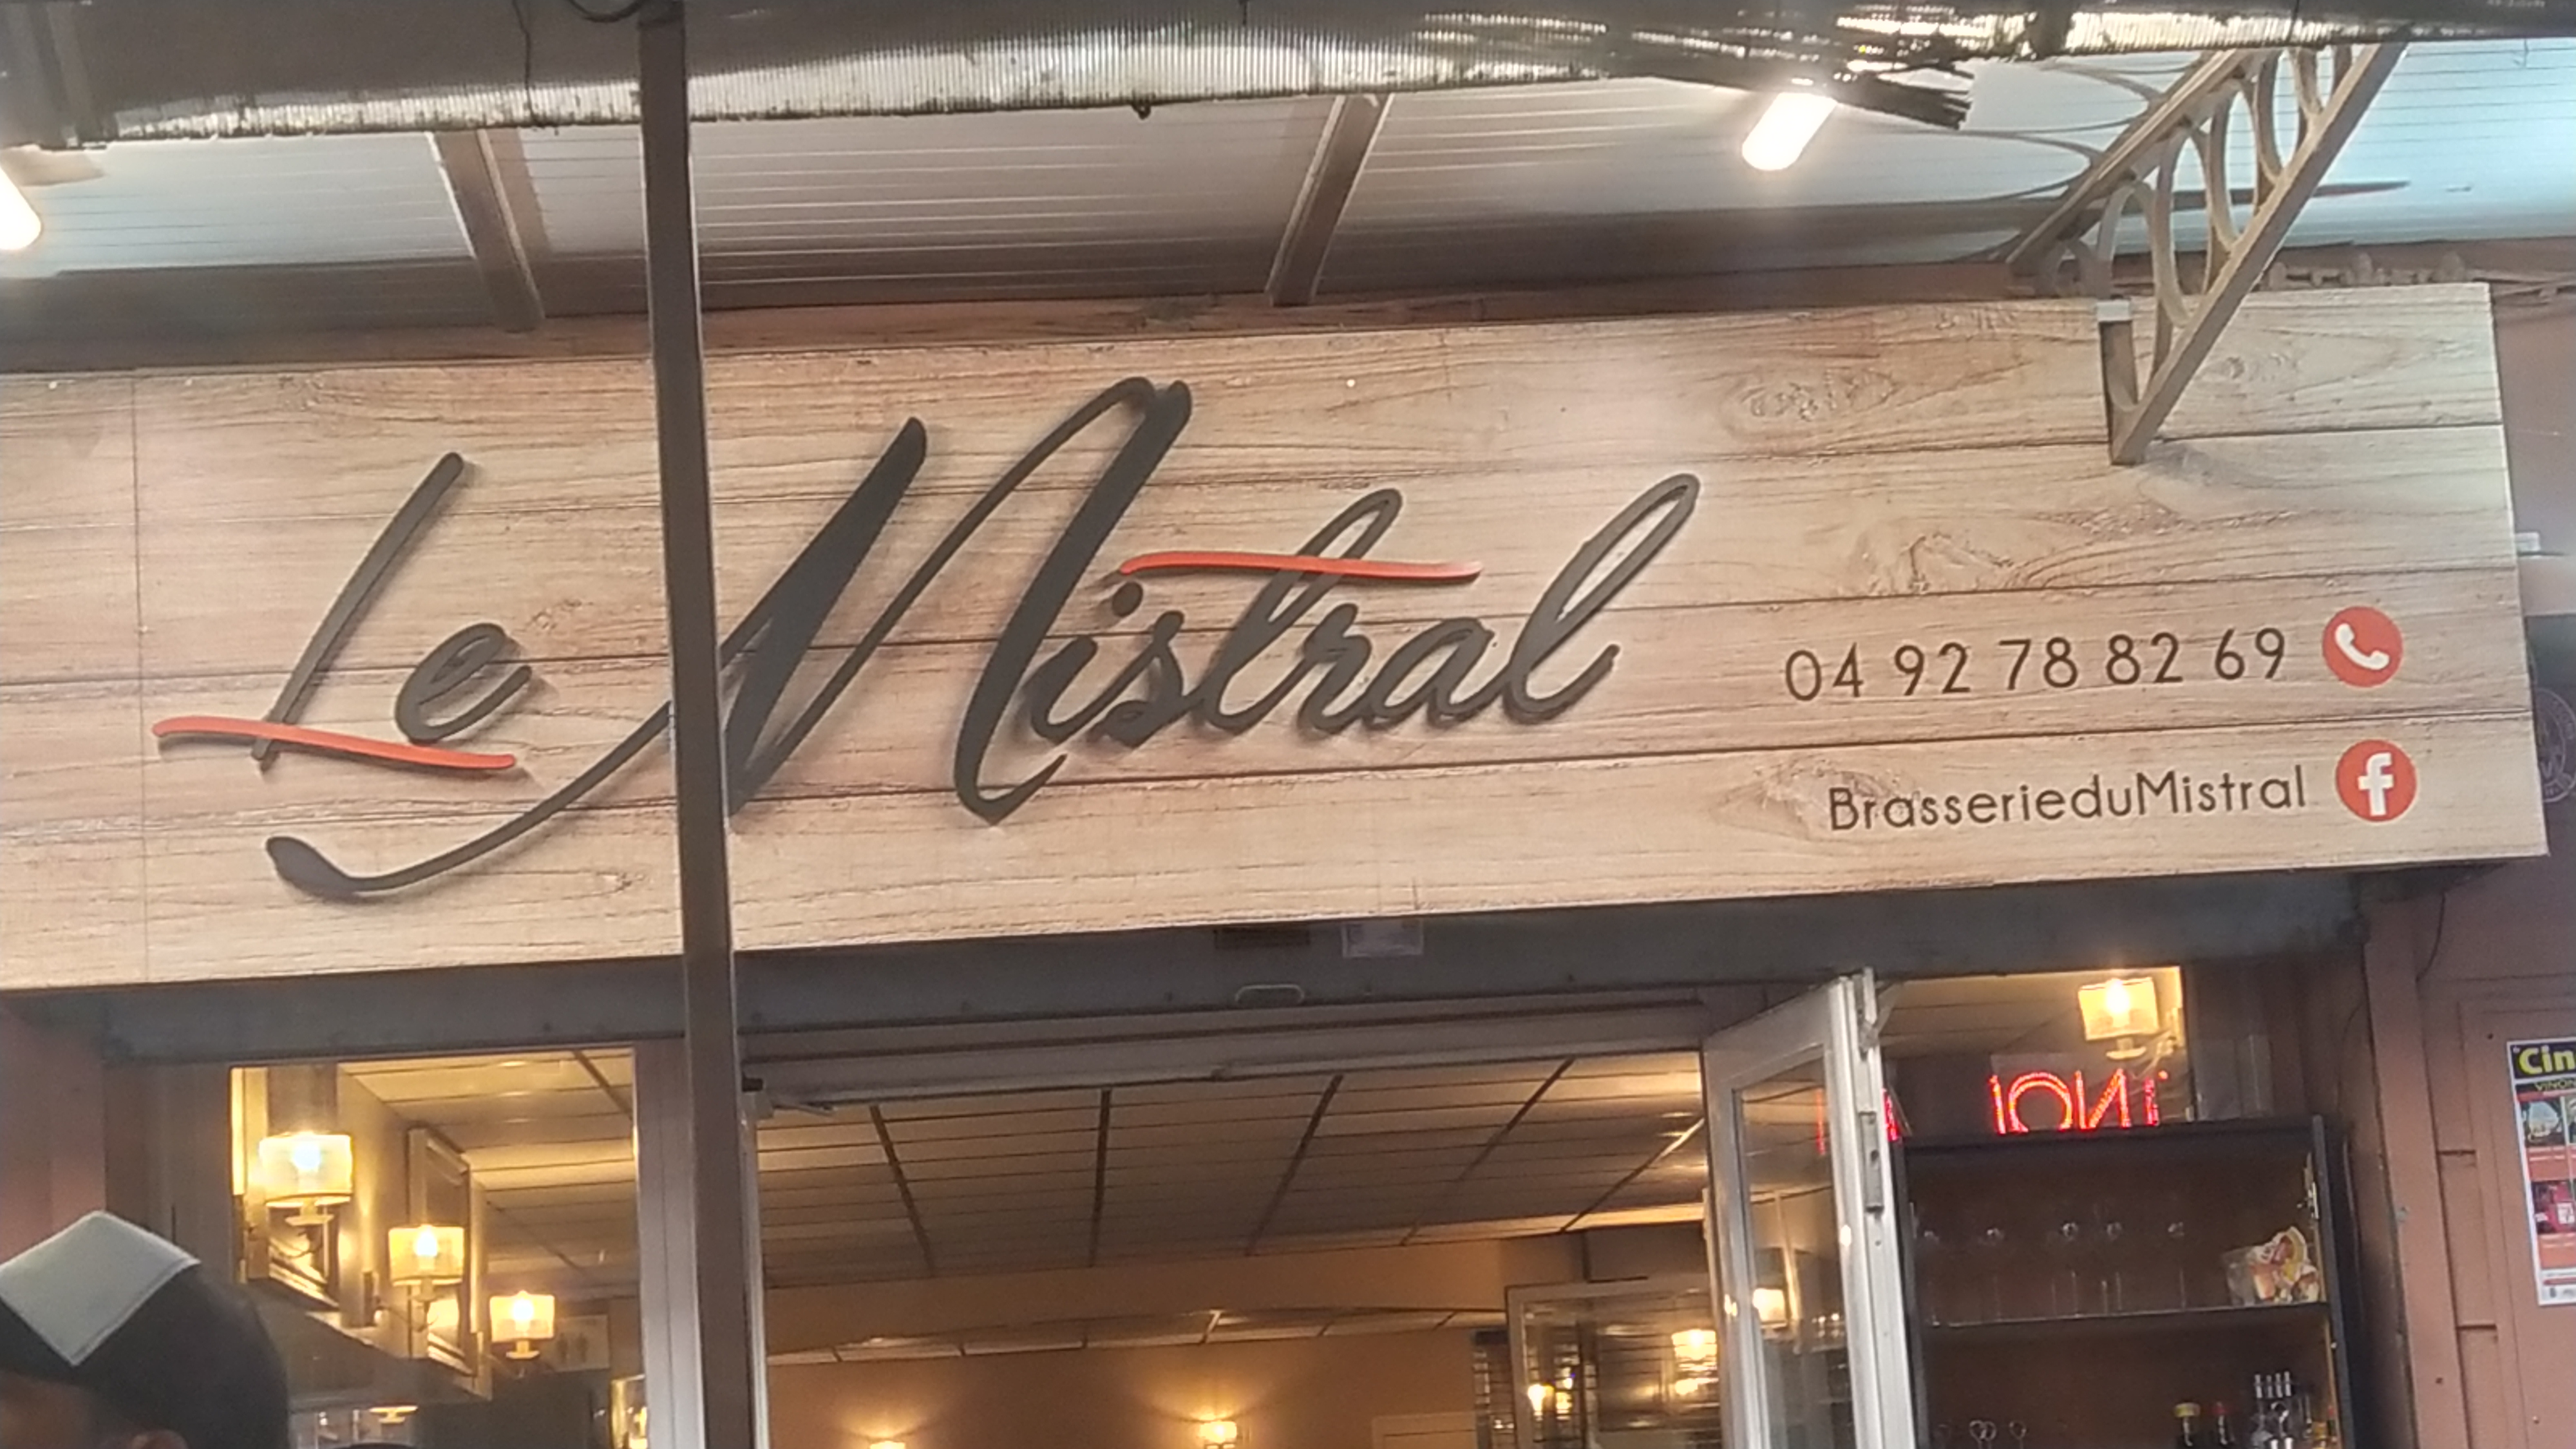 Le Mistral
04 92 78 82 69
BrasserieduMistral